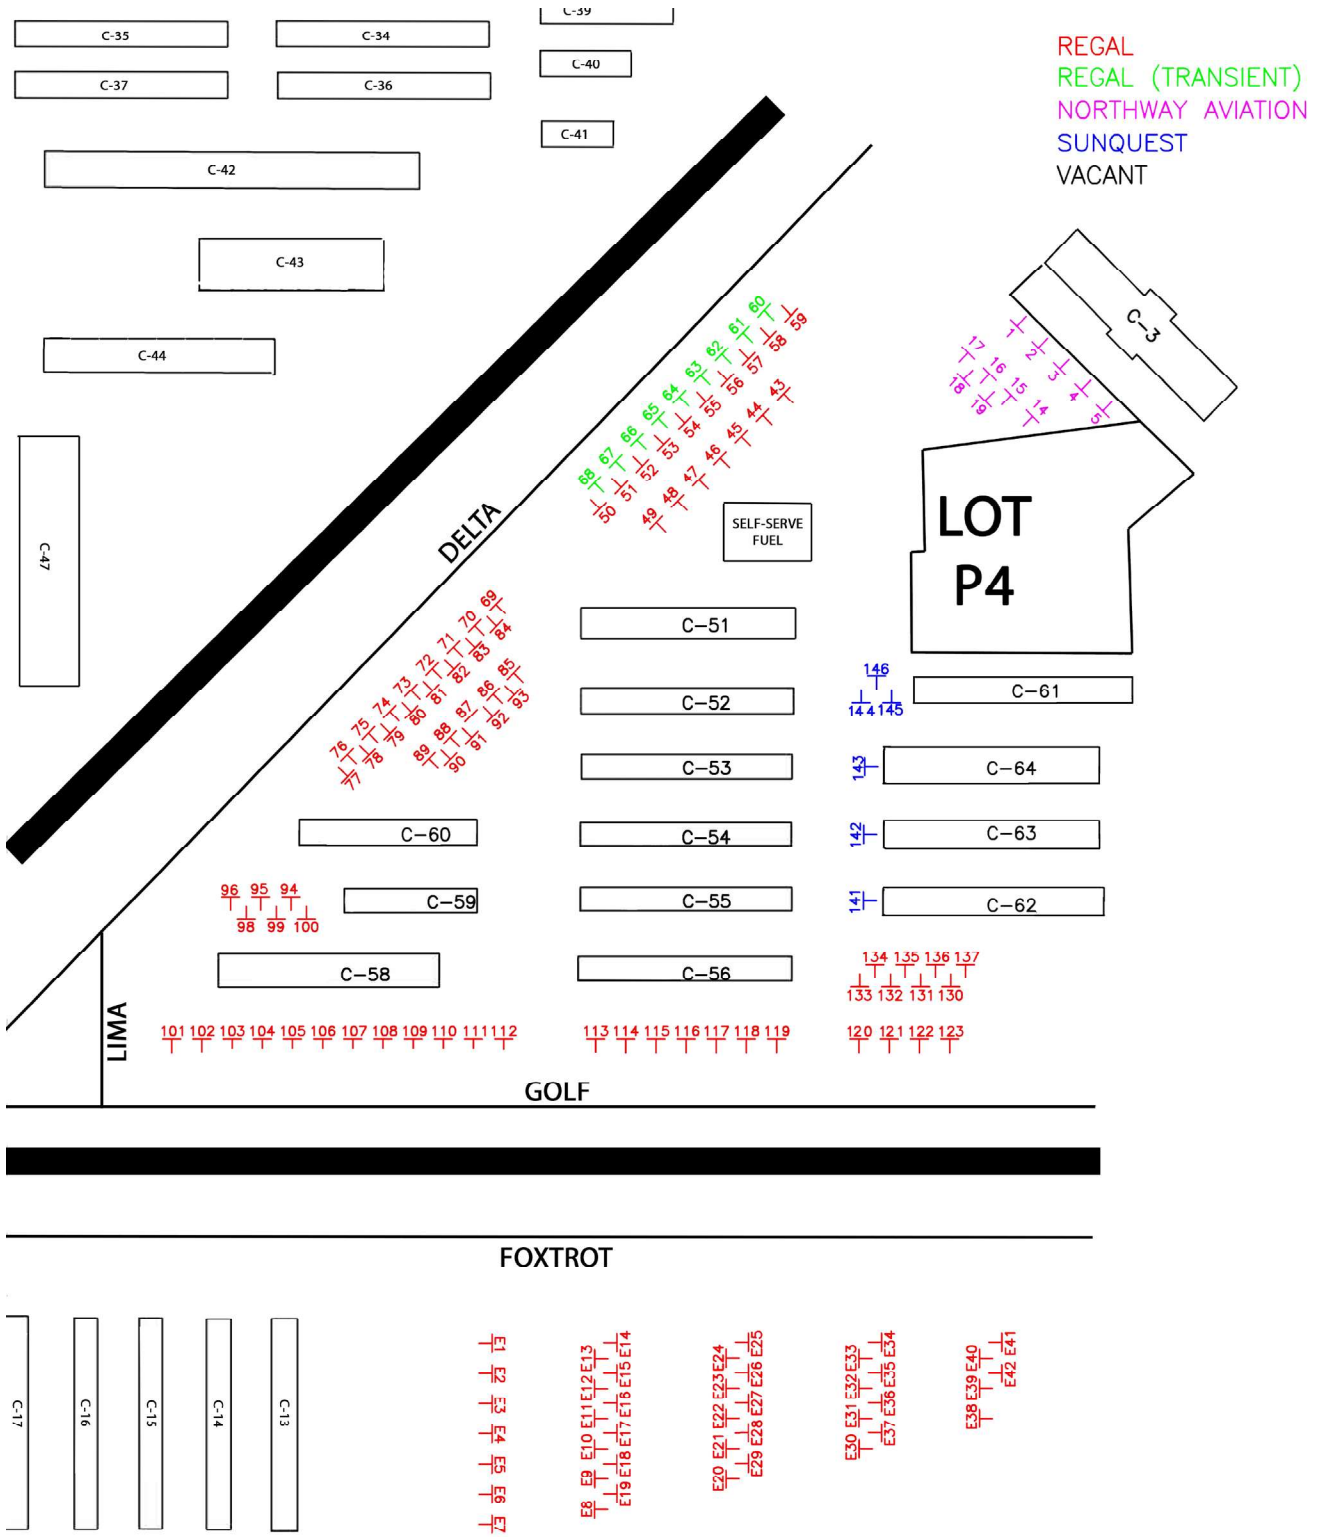 C-39
C-35
C-34
C-40
C-37
C-36
C-41
C-42
C-43
C-44
C-47
REGAL
REGAL (TRANSIENT)
NORTHWAY AVIATION
SUNQUEST
VACANT
C-3
1
2
3
4
5
17
16
15
14
18
19
60
61
62
63
64
65
66
67
68
59
58
57
56
55
54
53
52
51
50
43
44
45
46
47
48
49
SELF-SERVE
FUEL
LOT
P4
DELTA
69
70
71
72
73
74
75
76
84
83
82
81
80
79
78
77
85
86
87
88
89
93
92
91
90
C-51
C-52
C-53
C-54
C-55
C-56
146
144 145
143
142
141
C-61
C-64
C-63
C-62
C-60
C-59
C-58
96 95 94
98 99 100
134 135 136 137
133 132 131 130
LIMA
101 102 103 104 105 106 107 108 109 110 111 112
113 114 115 116 117 118 119
120 121 122 123
GOLF
FOXTROT
C-17
C-16
C-15
C-14
C-13
E1
E2
E3
E4
E5
E6
E7
E13
E12
E11
E10
E9
E8
E14
E15
E16
E17
E18
E19
E24
E23
E22
E21
E20
E25
E26
E27
E28
E29
E33
E32
E31
E30
E34
E35
E36
E37
E40
E39
E38
E41
E42